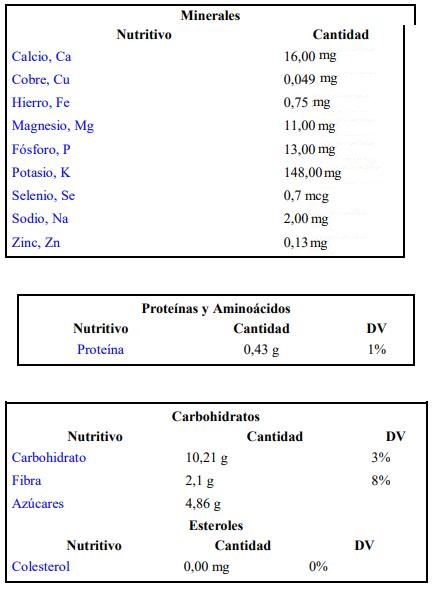 Minerales
Nutritivo Cantidad
Calcio, Ca 16,00 mg
Cobre, Cu 0,049 mg
Hierro, Fe 0,75 mg
Magnesio, Mg 11,00 mg
Fósforo, P 13,00 mg
Potasio, K 148,00 mg
Selenio, Se 0,7 mcg
Sodio, Na 2,00 mg
Zinc, Zn 0,13 mg
Proteínas y Aminoácidos
Nutritivo Cantidad DV
Proteína 0,43 g 1%
Carbohidratos
Nutritivo Cantidad DV
Carbohidrato 10,21 g 3%
Fibra 2,1 g 8%
Azúcares 4,86 g
Esteroles
Nutritivo Cantidad DV
Colesterol 0,00 mg 0%